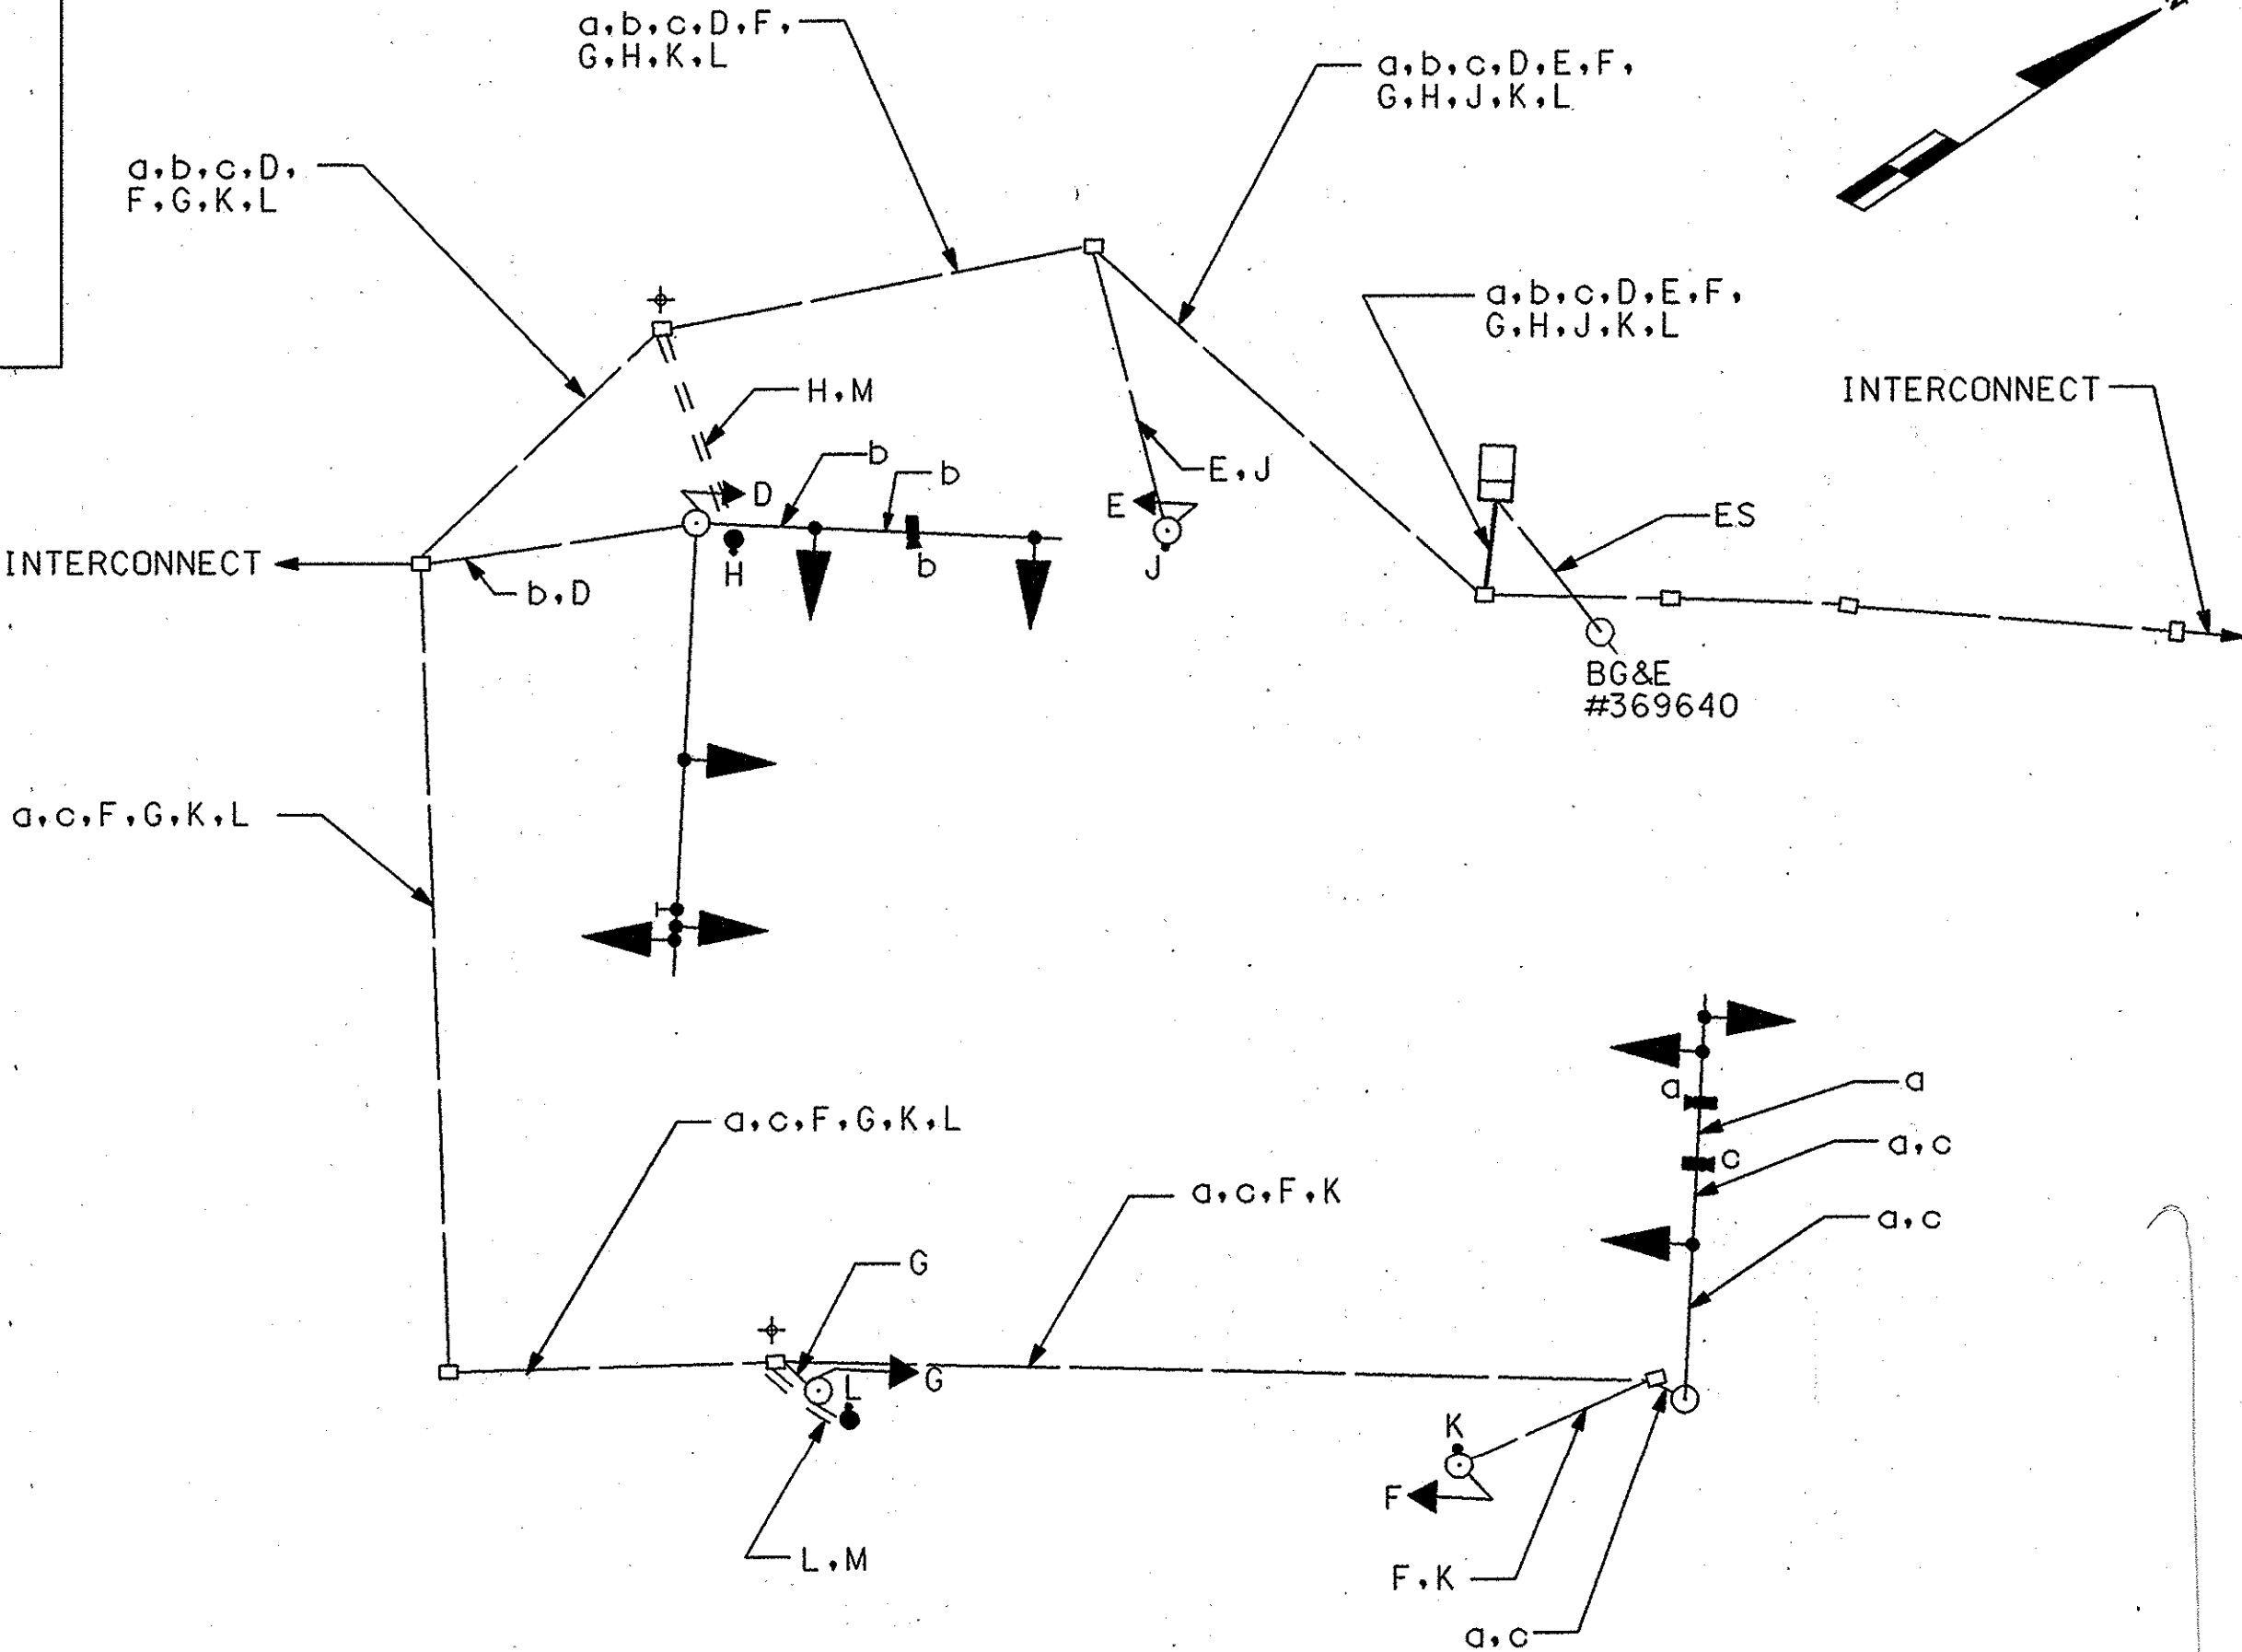 a,b,c,D,F,
G,H,K,L
a,b,c,D,E,F,
G,H,J,K,L
a,b,c,D,
F,G,K,L
a,b,c,D,E,F,
G,H,J,K,L
INTERCONNECT
H,M
b
b
E,J
D
E
ES
INTERCONNECT
H
b
J
b,D
BG&E
#369640
a,c,F,G,K,L
a
a
a,c,F,G,K,L
a,c
c
a,c,F,K
a,c
G
G
L
K
F
L,M
F,K
a,c